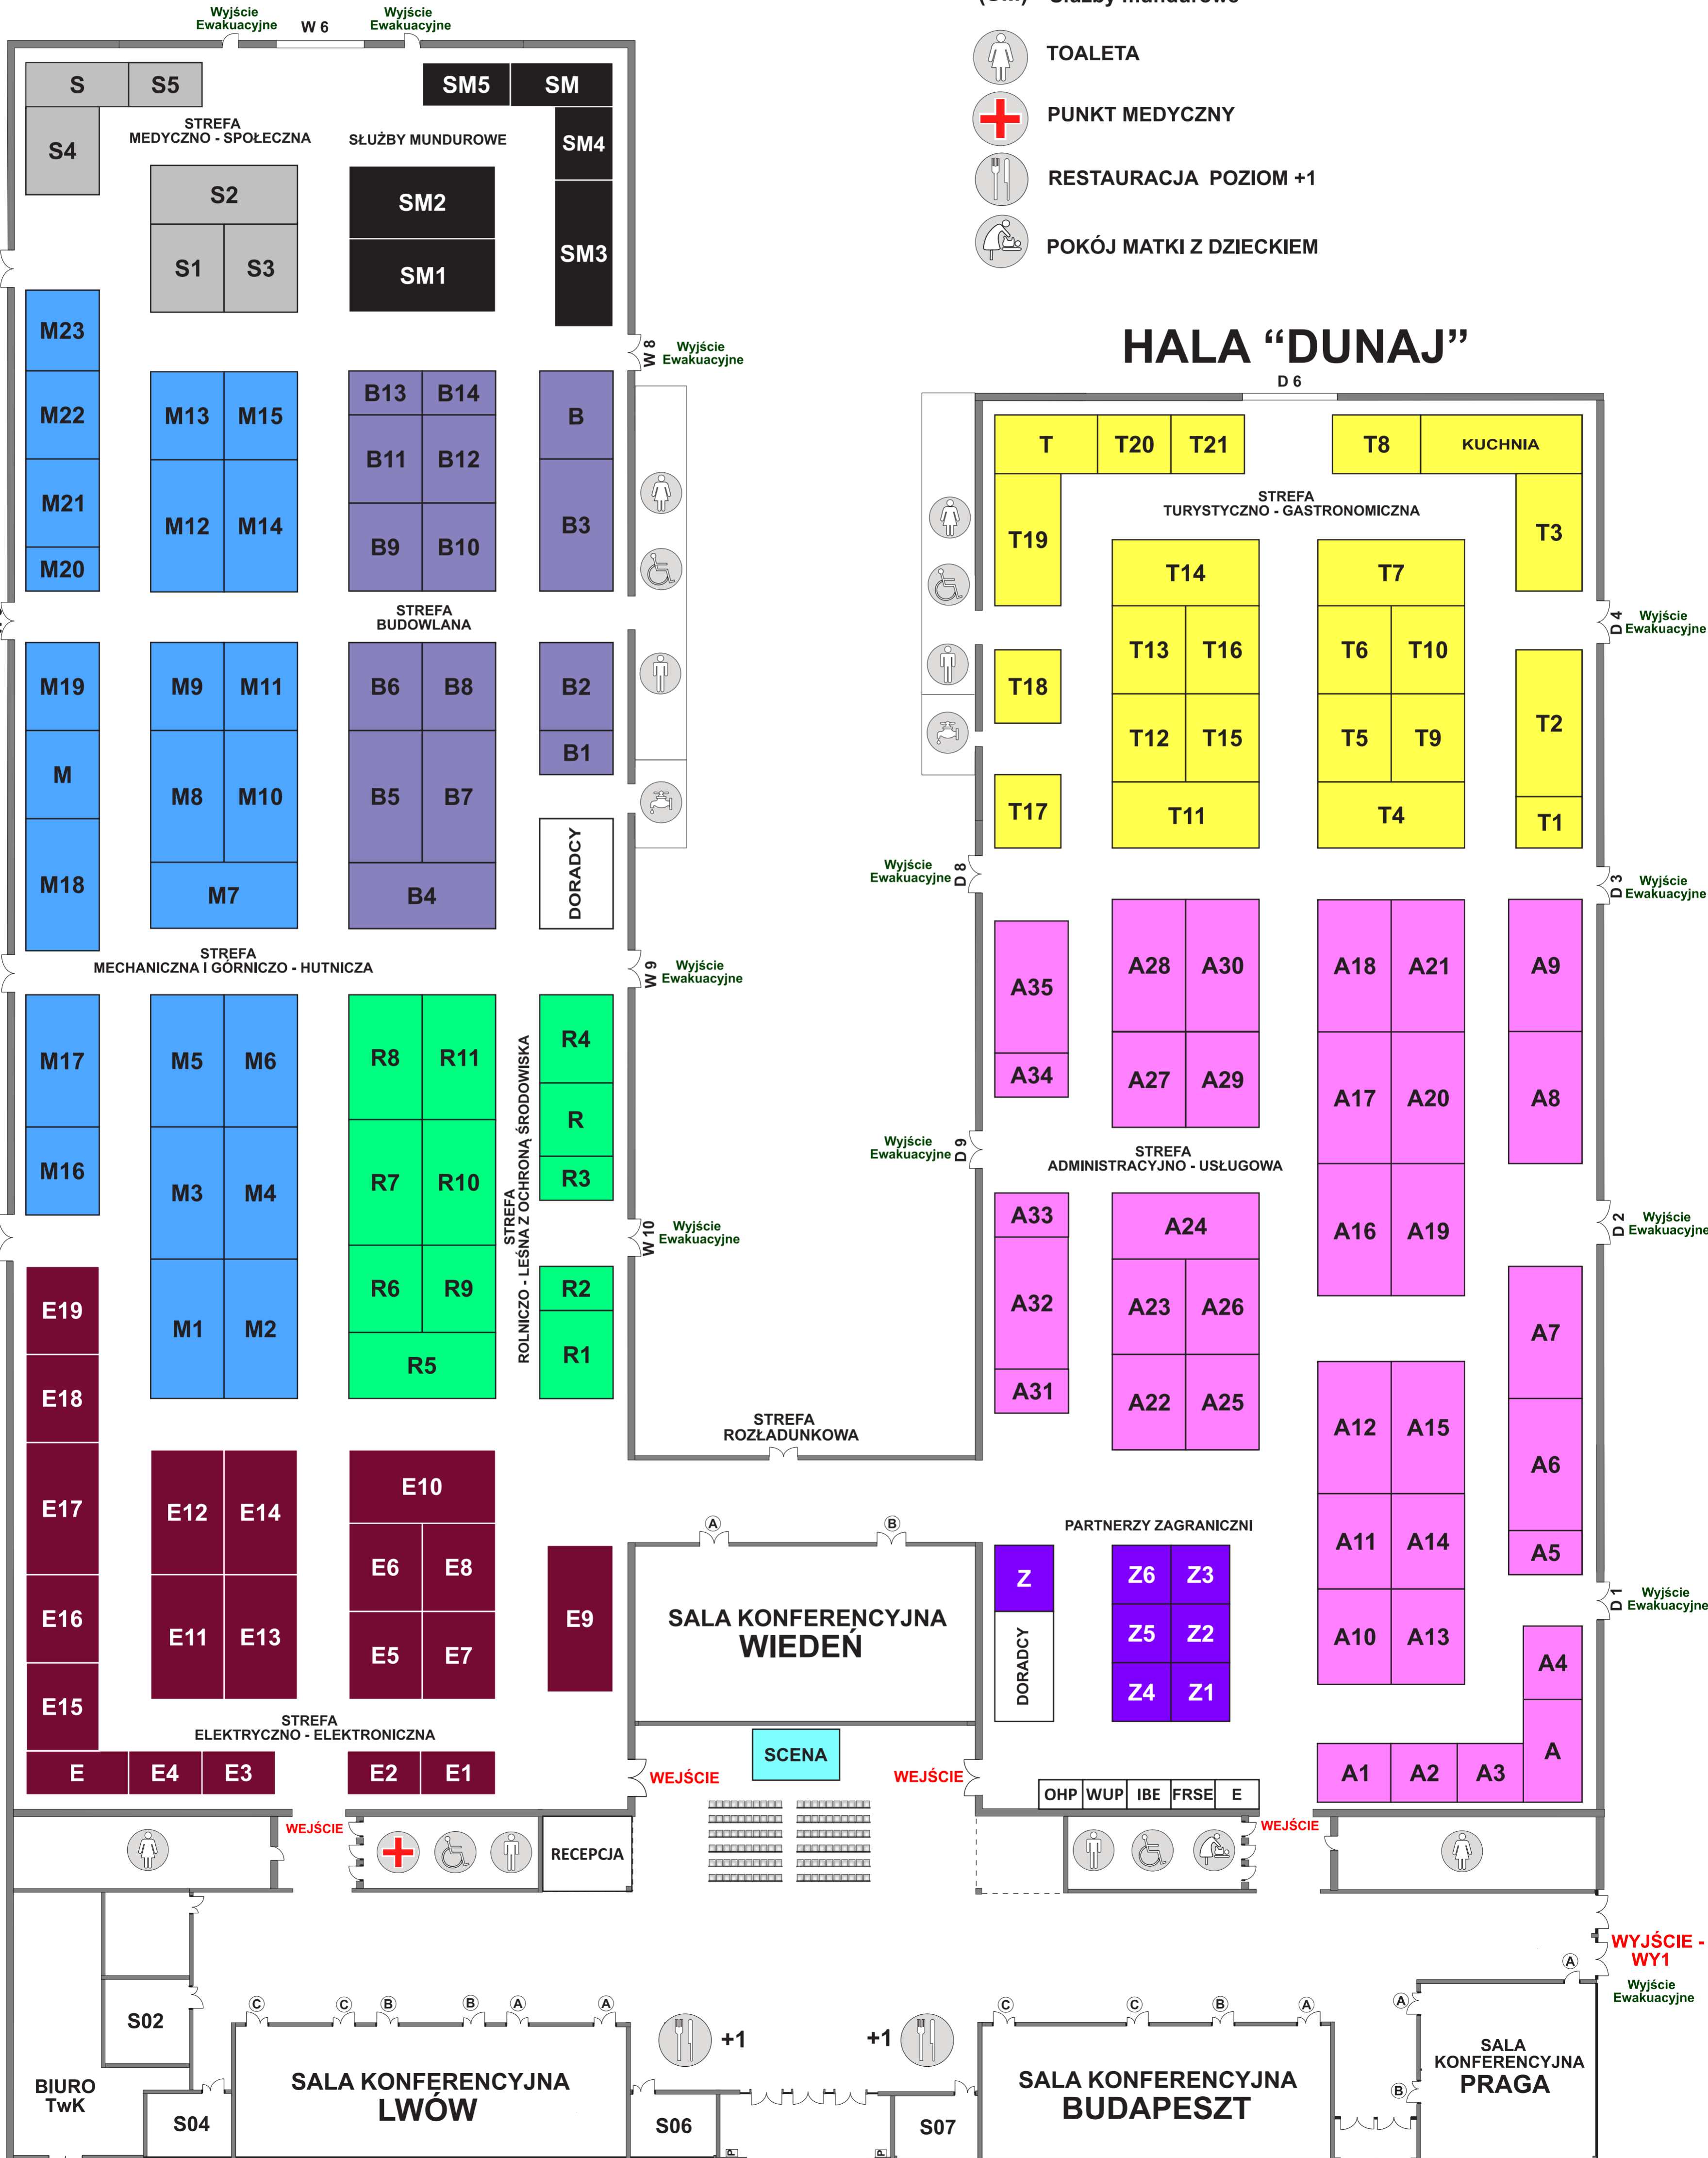 TOALETA
PUNKT MEDYCZNY
RESTAURACJA POZIOM +1
POKÓJ MATKI Z DZIECKIEM
Wyjście
Ewakuacyjne
W 6
Wyjście
Ewakuacyjne
S
S5
S4
STREFA
MEDYCZNO - SPOŁECZNA
S2
S1
S3
SŁUŻBY MUNDUROWE
SM5
SM
SM4
SM3
SM2
SM1
W 8
Wyjście
Ewakuacyjne
M23
M22
M21
M20
M13
M15
M12
M14
B13
B14
B11
B12
B9
B10
B
B3
STREFA
BUDOWLANA
M19
M
M18
M9
M11
M8
M10
M7
B6
B8
B5
B7
B4
B2
B1
DORADCY
STREFA
MECHANICZNA I GÓRNICZO - HUTNICZA
W 9
Wyjście
Ewakuacyjne
M17
M16
M5
M6
M3
M4
M1
M2
R8
R11
R7
R10
R6
R9
R5
STREFA
ROLNICZO - LEŚNA Z OCHRONĄ ŚRODOWISKA
R4
R
R3
R2
R1
W 10
Wyjście
Ewakuacyjne
E19
E18
E17
E16
E15
E12
E14
E11
E13
E10
E6
E8
E5
E7
E9
STREFA
ELEKTRYCZNO - ELEKTRONICZNA
E
E4
E3
E2
E1
STREFA
ROZŁADUNKOWA
HALA “DUNAJ”
D 6
T
T20
T21
T8
KUCHNIA
STREFA
TURYSTYCZNO - GASTRONOMICZNA
T19
T18
T17
T14
T13
T16
T12
T15
T11
T7
T6
T10
T5
T9
T4
T3
T2
T1
D 4
Wyjście
Ewakuacyjne
Wyjście
Ewakuacyjne
D 8
D 3
Wyjście
Ewakuacyjne
A35
A34
A28
A30
A27
A29
A18
A21
A17
A20
A16
A19
A9
A8
Wyjście
Ewakuacyjne
D 9
STREFA
ADMINISTRACYJNO - USŁUGOWA
D 2
Wyjście
Ewakuacyjne
A33
A32
A31
A24
A23
A26
A22
A25
A12
A15
A11
A14
A10
A13
A7
A6
A5
D 1
Wyjście
Ewakuacyjne
A4
A
A1
A2
A3
PARTNERZY ZAGRANICZNI
Z
DORADCY
Z6
Z3
Z5
Z2
Z4
Z1
OHP
WUP
IBE
FRSE
E
A
B
SALA KONFERENCYJNA
WIEDEŃ
SCENA
WEJŚCIE
WEJŚCIE
WEJŚCIE
RECEPCJA
WEJŚCIE
WYJŚCIE -
WY1
Wyjście
Ewakuacyjne
S02
BIURO
TwK
S04
C
C
B
B
A
A
SALA KONFERENCYJNA
LWÓW
+1
S06
P
+1
S07
P
C
C
B
A
SALA KONFERENCYJNA
BUDAPESZT
A
A
B
SALA
KONFERENCYJNA
PRAGA